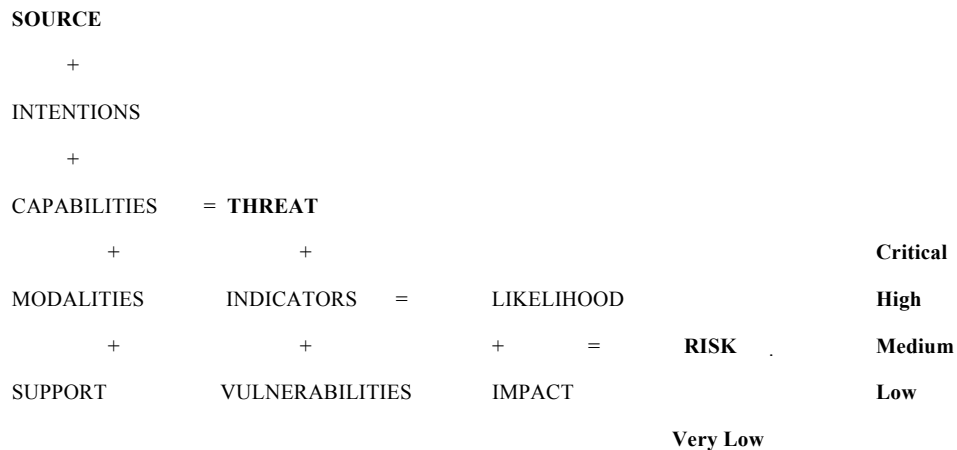 SOURCE
+
INTENTIONS
+
CAPABILITIES = THREAT
+ + Critical
MODALITIES INDICATORS = LIKELIHOOD High
+ + + = RISK . Medium
SUPPORT VULNERABILITIES IMPACT Low
Very Low